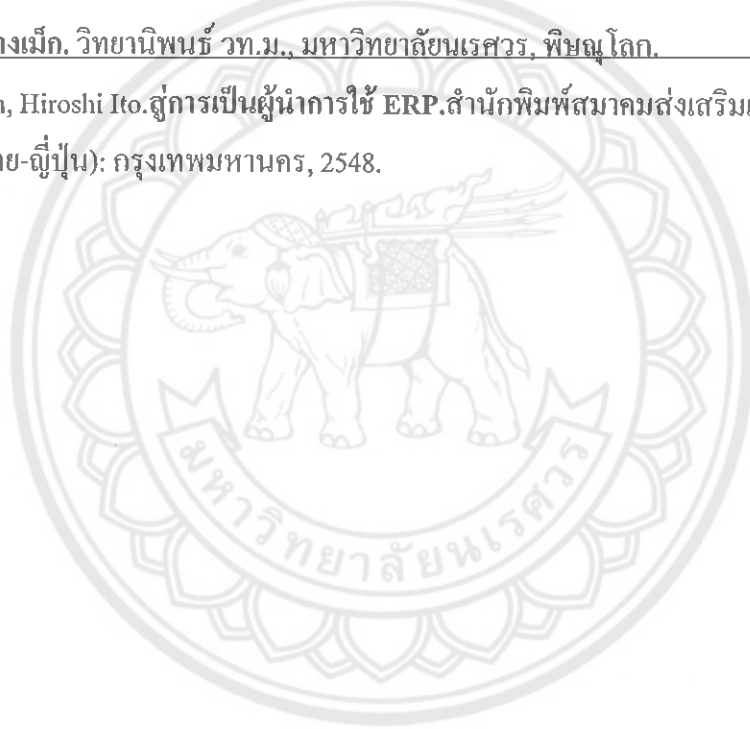 างเม็ก. วิทยานิพนธ์ วท.ม., มหาวิทยาลัยนเรศวร, พิษณุโลก.
, Hiroshi Ito.สู่การเป็นผู้นำการใช้ ERP.สำนักพิมพ์สมาคมส่งเสริม
ย-ญี่ปุ่น): กรุงเทพมหานคร, 2548.
มหาวิทยาลัยนเรศวร